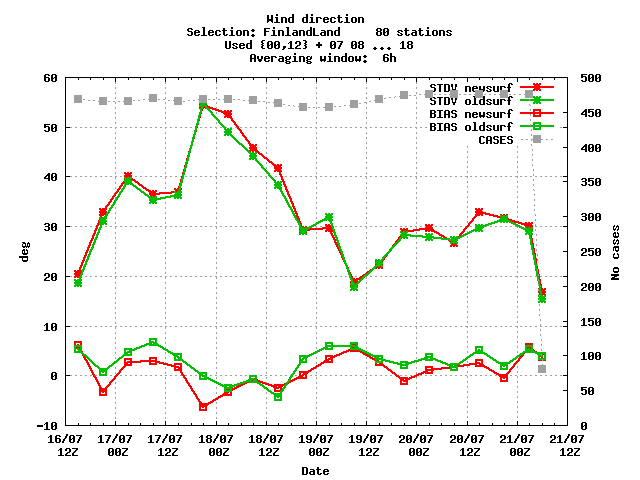 Wind direction
Selection: FinlandLand     80 stations
Used {00,12} + 07 08 ... 18
Averaging window:  6h
60
50
40
30
20
10
0
-10
deg
500
450
400
350
300
250
200
150
100
50
0
No cases
STDV newsurf
STDV oldsurf
BIAS newsurf
BIAS oldsurf
CASES
16/07 17/07 17/07 18/07 18/07 19/07 19/07 20/07 20/07 21/07 21/07
12Z 00Z 12Z 00Z 12Z 00Z 12Z 00Z 12Z 00Z 12Z
Date